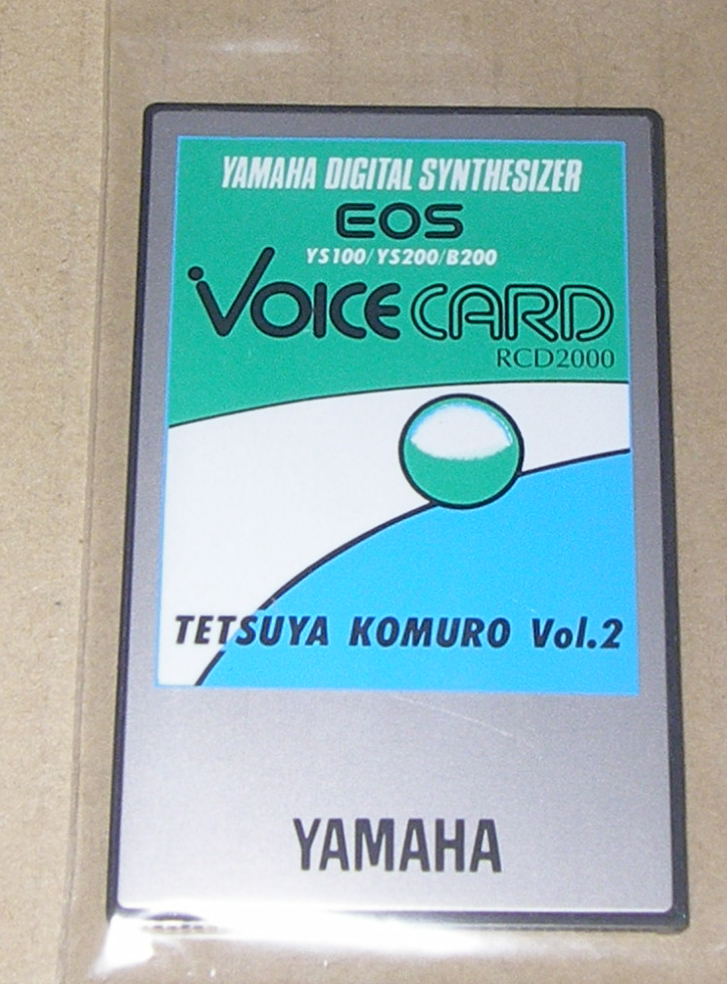 YAMAHA DIGITAL SYNTHESIZER
EOS
YS100/YS200/B200
VOICE CARD
RCD2000
TETSUYA KOMURO Vol.2
YAMAHA